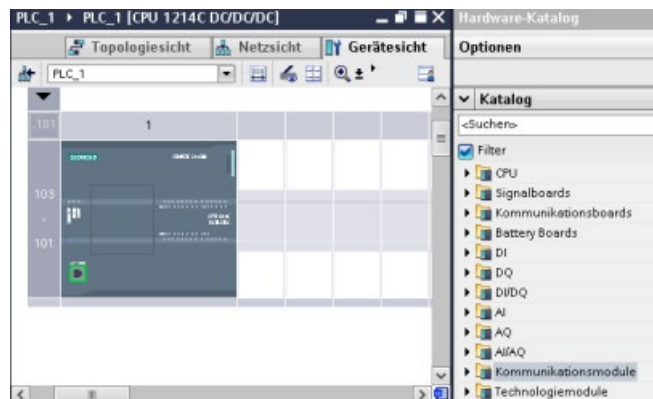 PLC_1 ▸ PLC_1 [CPU 1214C DC/DC/DC]
Topologiesicht
Netzsicht
Gerätesicht
PLC_1
1
103
101
SIEMENS
Hardware-Katalog
Optionen
Katalog
<Suchen>
Filter
CPU
Signalboards
Kommunikationsboards
Battery Boards
DI
DQ
DI/DQ
AI
AQ
AI/AQ
Kommunikationsmodule
Technologiemodule